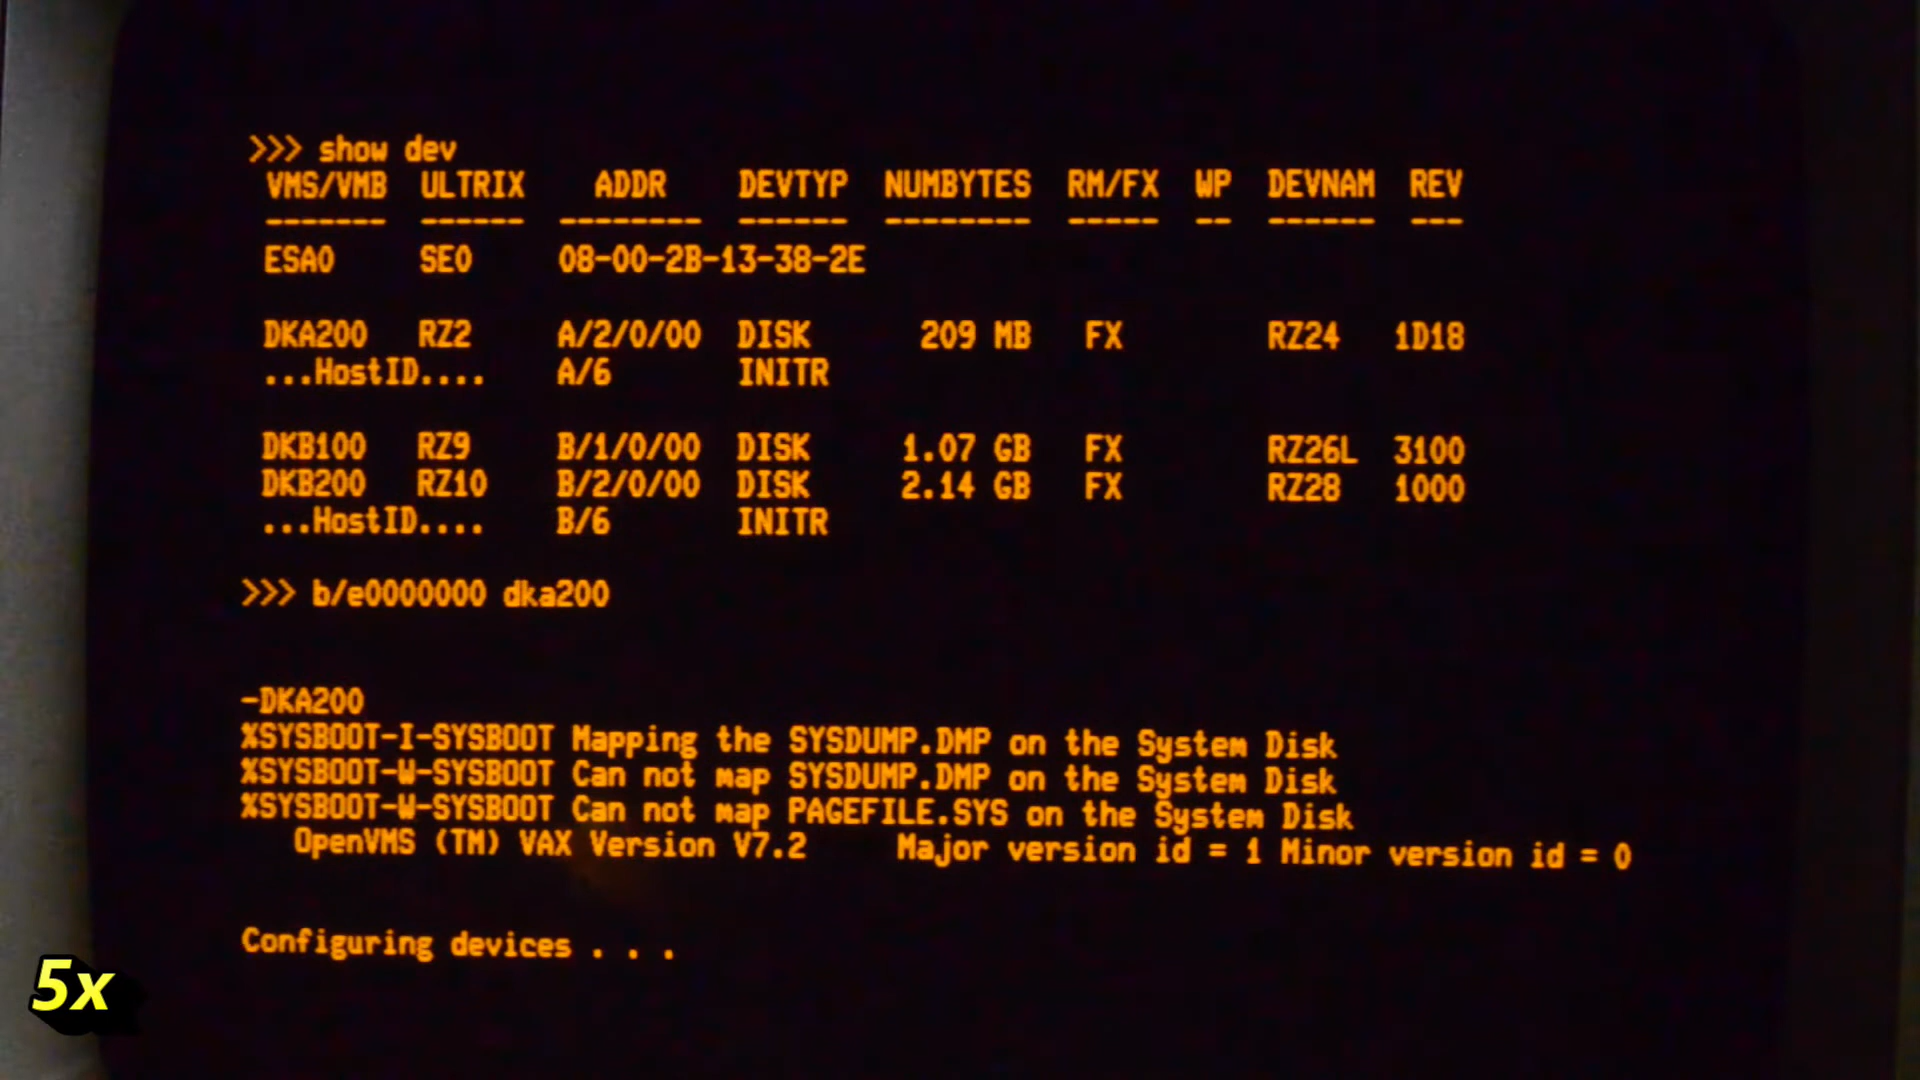 >>> show dev
VMS/VMB ULTRIX ADDR DEVTYP NUMBYTES RM/FX WP DEVNAM REV
------- ------ -------- ------ -------- ----- -- ------ ---
ESA0 SE0 08-00-2B-13-38-2E
DKA200 RZ2 A/2/0/00 DISK 209 MB FX RZ24 1D18
...HostID.... A/6 INITR
DKB100 RZ9 B/1/0/00 DISK 1.07 GB FX RZ26L 3100
DKB200 RZ10 B/2/0/00 DISK 2.14 GB FX RZ28 1000
...HostID.... B/6 INITR
>>> b/e0000000 dka200
-DKA200
%SYSBOOT-I-SYSBOOT Mapping the SYSDUMP.DMP on the System Disk
%SYSBOOT-W-SYSBOOT Can not map SYSDUMP.DMP on the System Disk
%SYSBOOT-W-SYSBOOT Can not map PAGEFILE.SYS on the System Disk
OpenVMS (TM) VAX Version V7.2 Major version id = 1 Minor version id = 0
Configuring devices . . .
5x